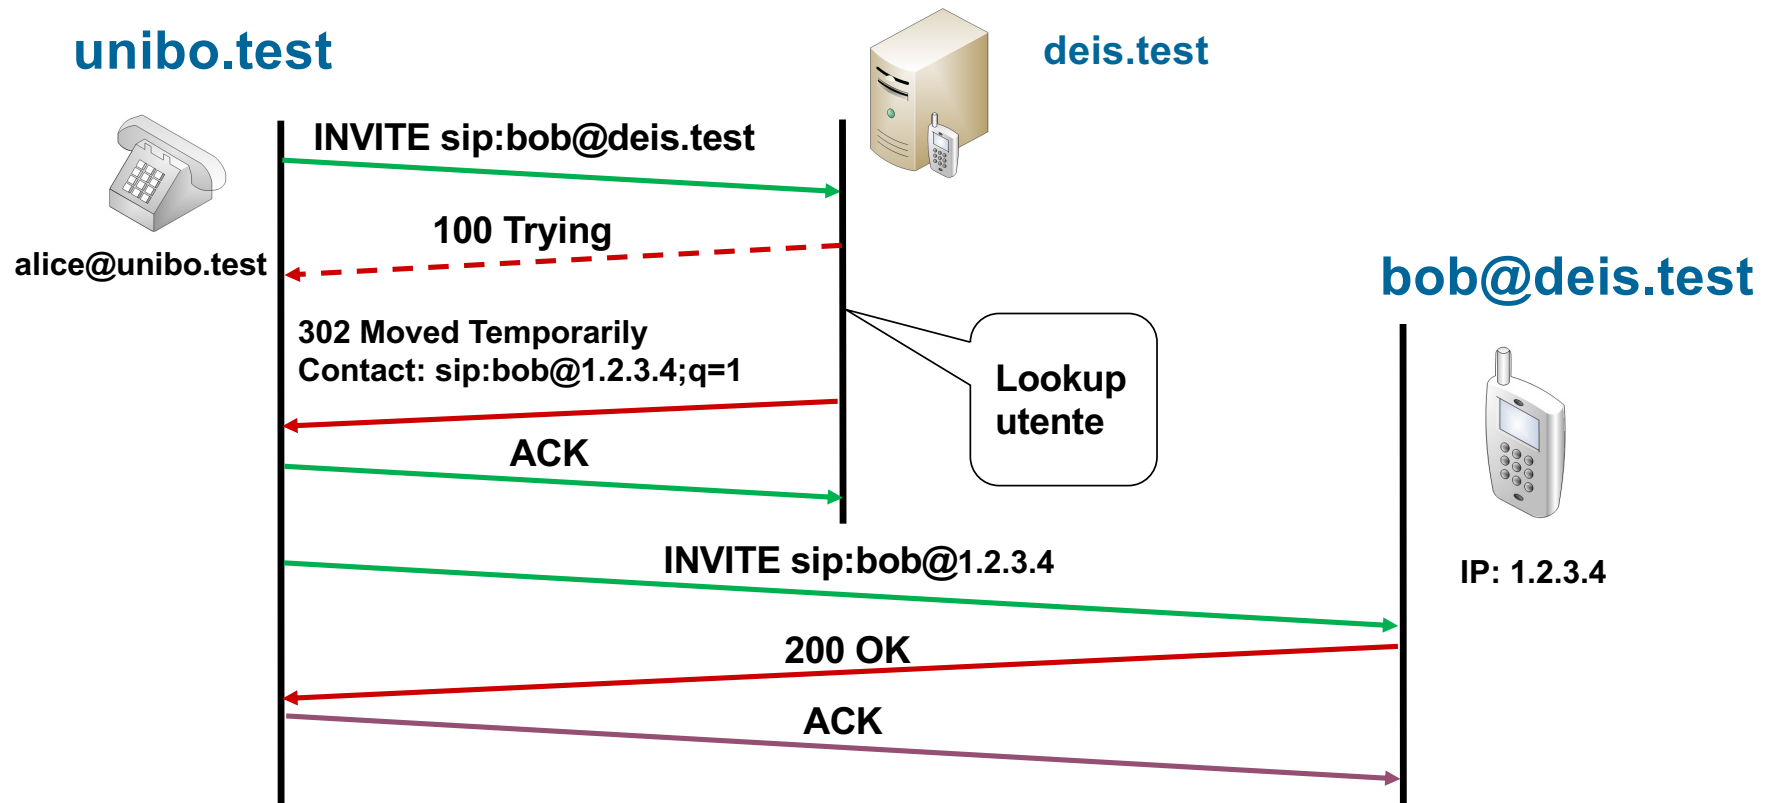 unibo.test
deis.test
INVITE sip:bob@deis.test
100 Trying
alice@unibo.test
bob@deis.test
302 Moved Temporarily
Contact: sip:bob@1.2.3.4;q=1
Lookup
utente
ACK
INVITE sip:bob@1.2.3.4
IP: 1.2.3.4
200 OK
ACK